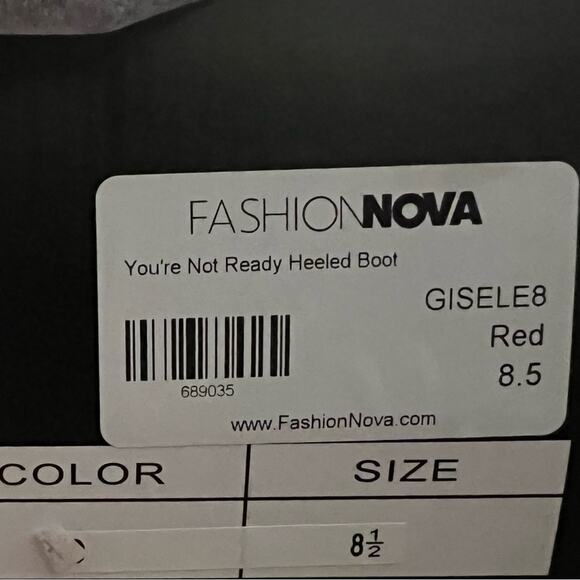 FASHIONNOVA
You're Not Ready Heeled Boot
GISELE8
Red
8.5
689035
www.FashionNova.com
COLOR SIZE
8½